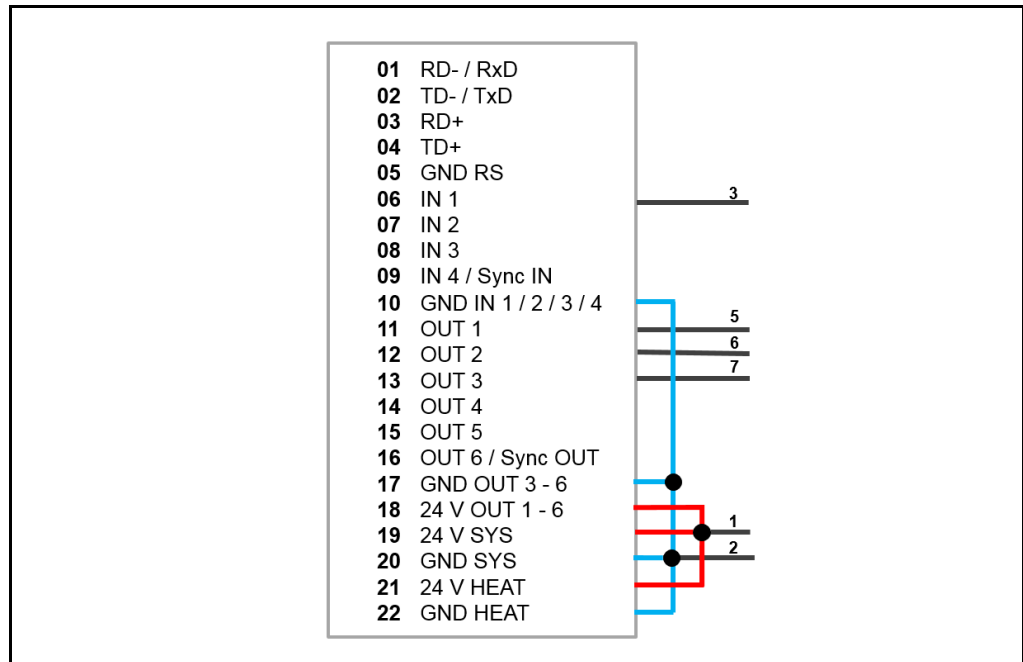 01 RD- / RxD
02 TD- / TxD
03 RD+
04 TD+
05 GND RS
06 IN 1
3
07 IN 2
08 IN 3
09 IN 4 / Sync IN
10 GND IN 1 / 2 / 3 / 4
11 OUT 1
5
12 OUT 2
6
13 OUT 3
7
14 OUT 4
15 OUT 5
16 OUT 6 / Sync OUT
17 GND OUT 3 - 6
18 24 V OUT 1 - 6
19 24 V SYS
1
20 GND SYS
2
21 24 V HEAT
22 GND HEAT